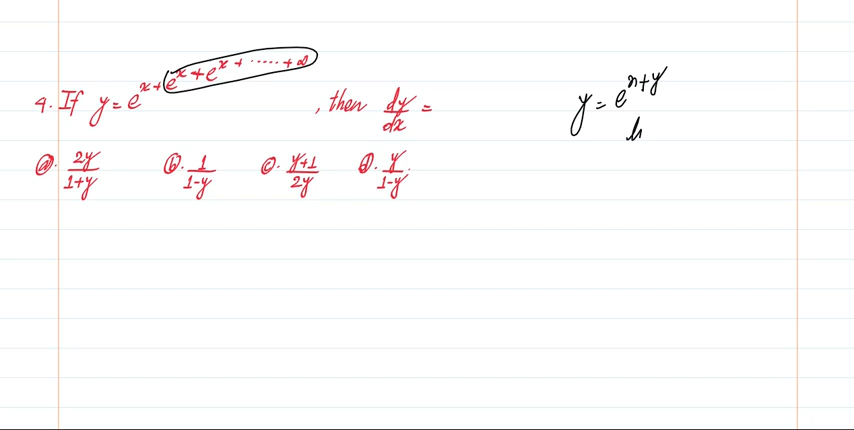 4. If y = e^{x + e^{x + e^{x + ..... + ∞}}}, then dy/dx =
ⓐ. 2y/1+y ⓑ. 1/1-y ⓒ. y+1/2y ⓓ. y/1-y.
y = e^{x+y}